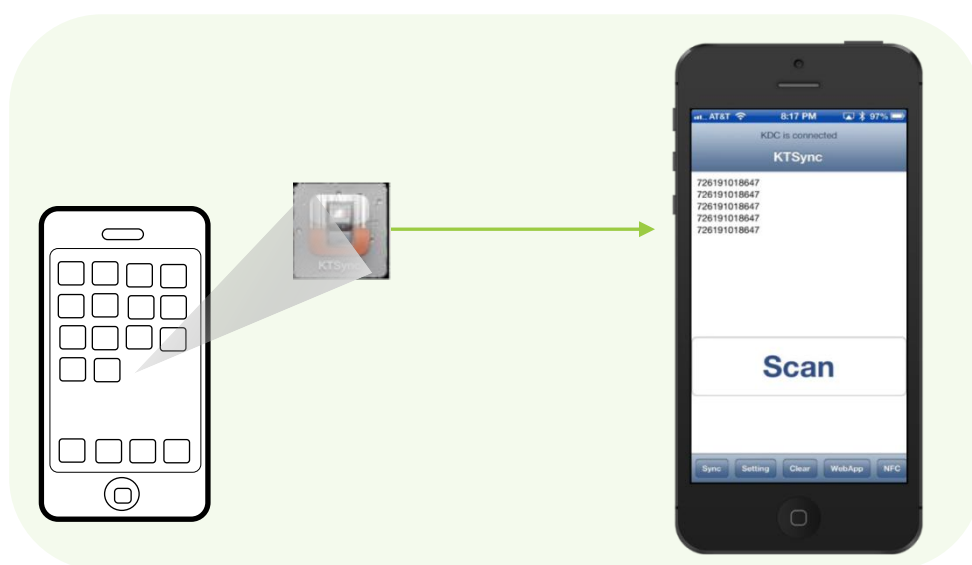 KTSync
AT&T 8:17 PM 97%
KDC is connected
KTSync
726191018647
726191018647
726191018647
726191018647
726191018647
Scan
Sync Setting Clear WebApp NFC